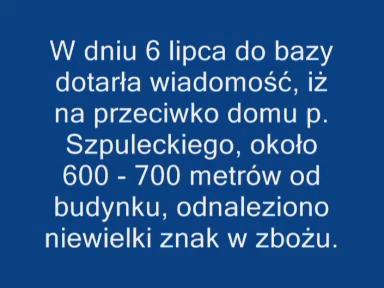 W dniu 6 lipca do bazy
dotarła wiadomość, iż
na przeciwko domu p.
Szpuleckiego, około
600 - 700 metrów od
budynku, odnaleziono
niewielki znak w zbożu.